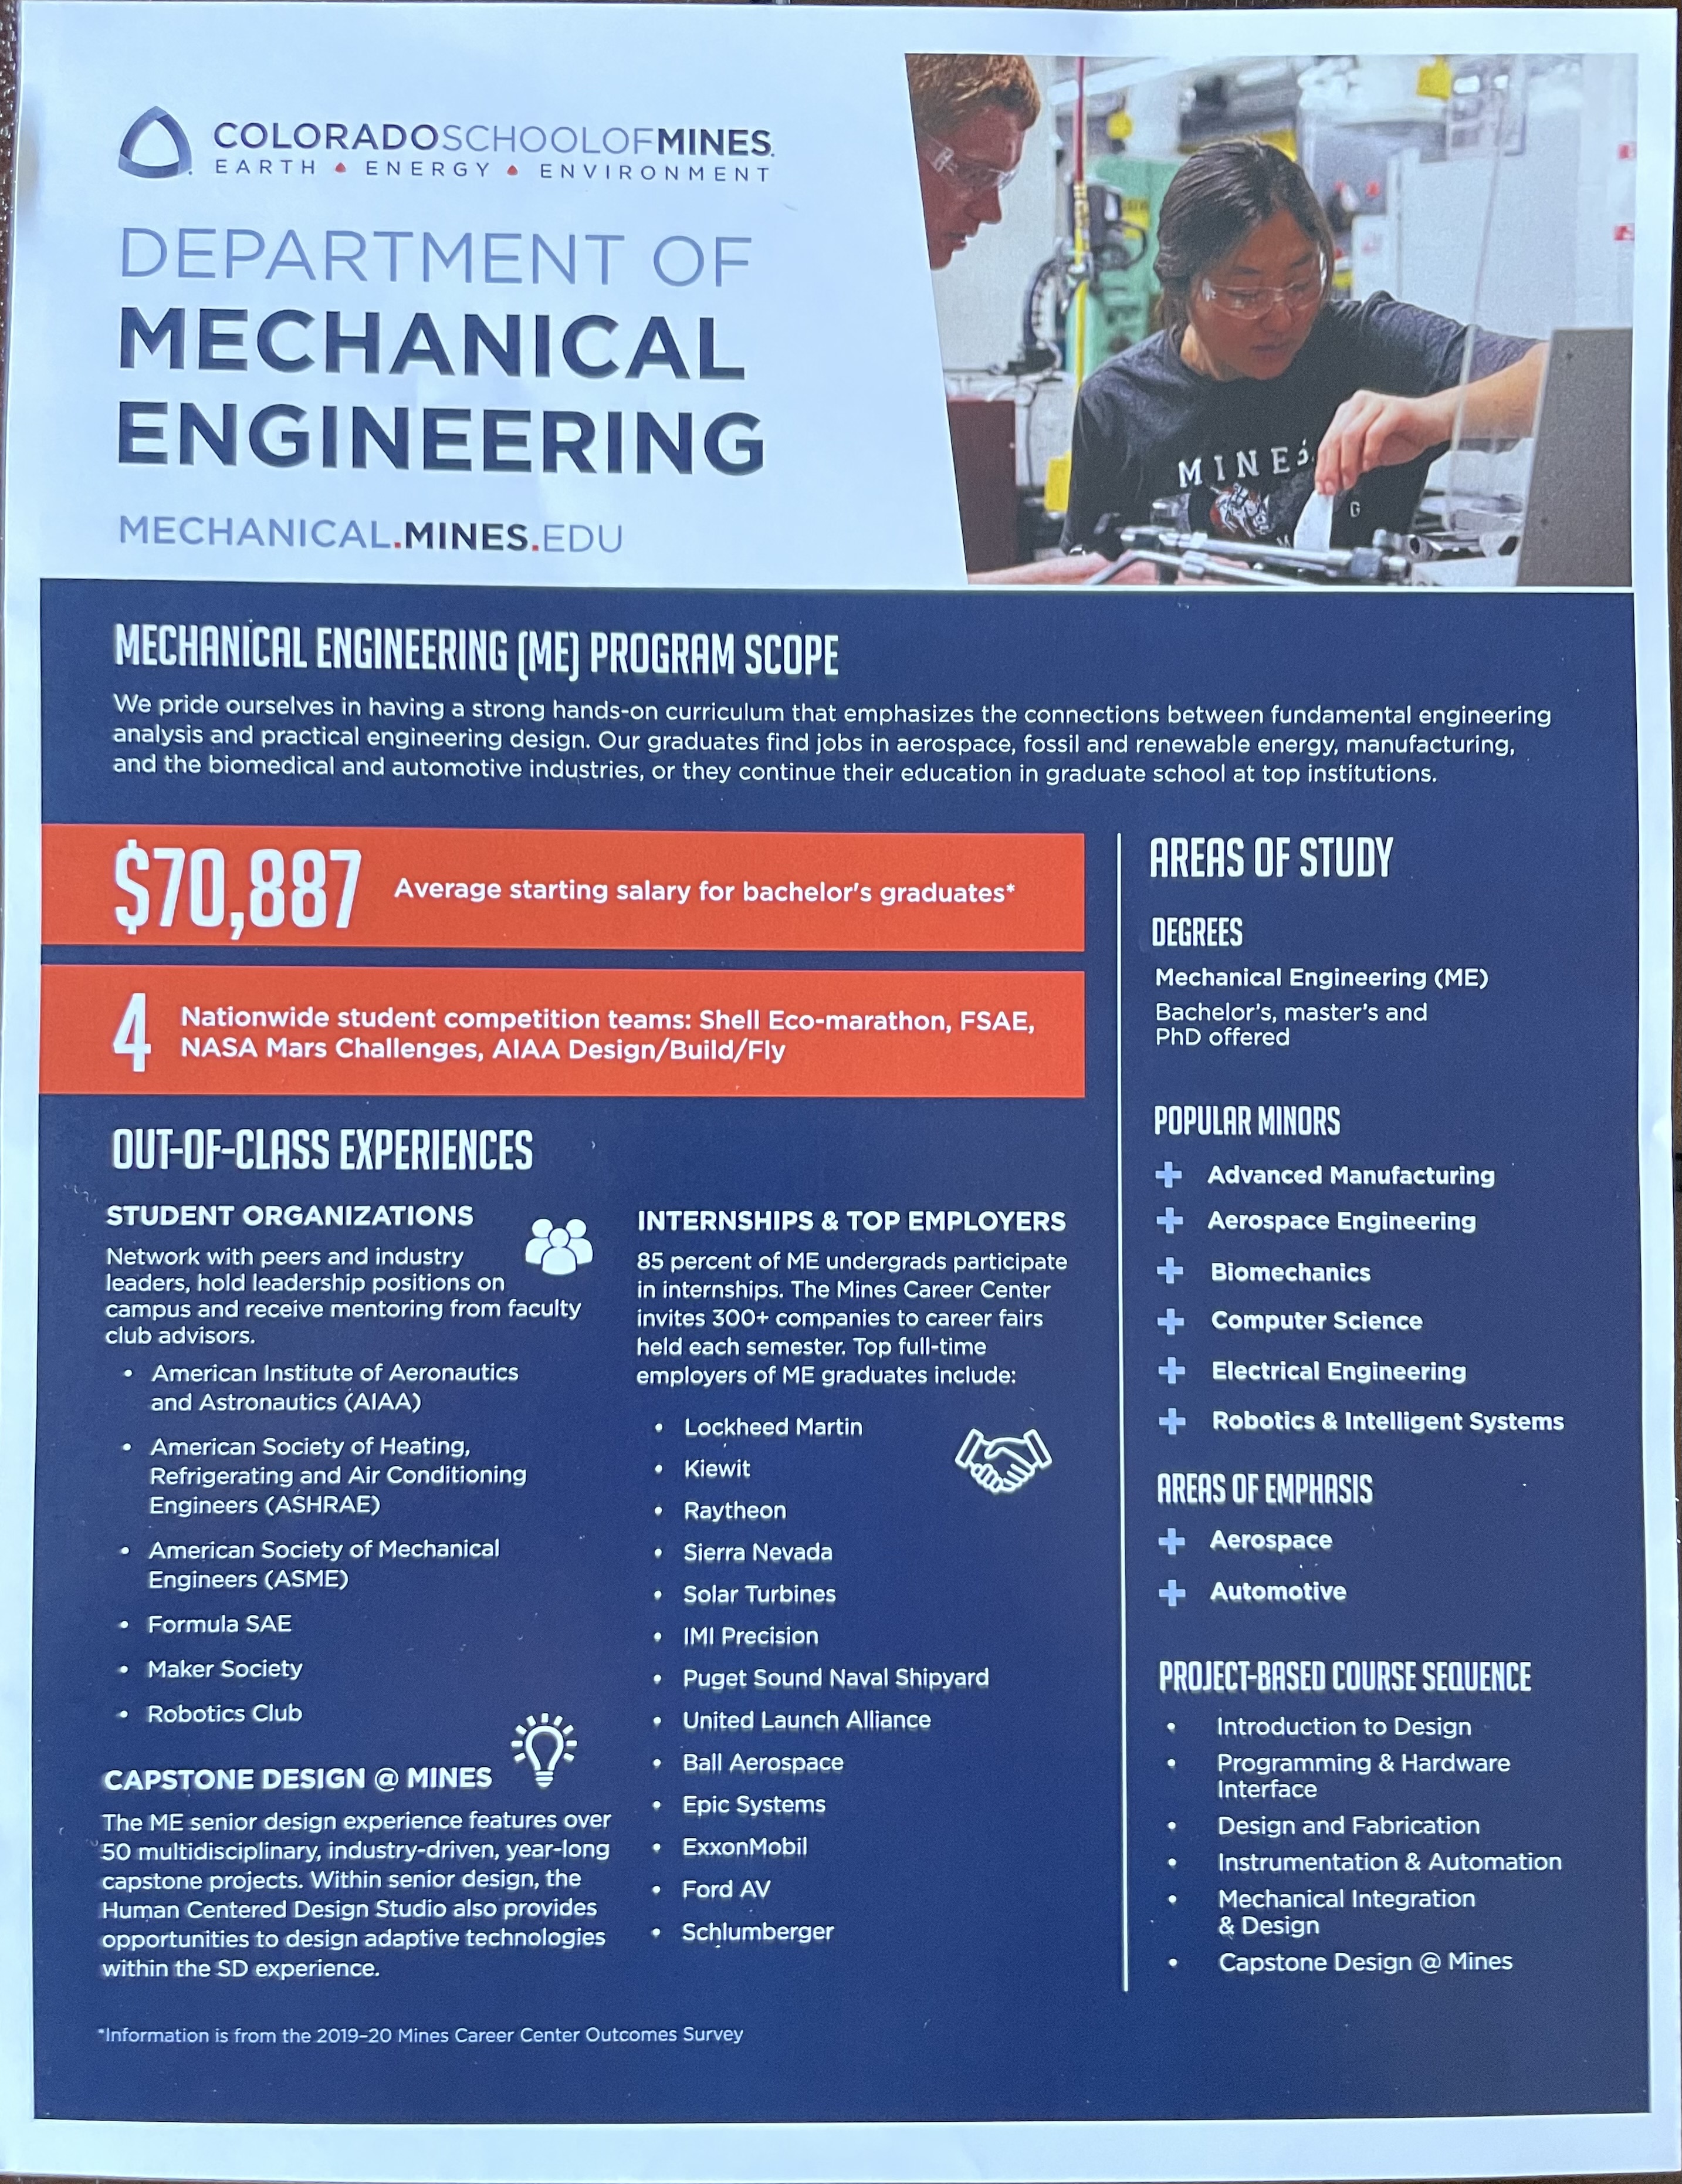 COLORADOSCHOOLOFMINES.
EARTH • ENERGY • ENVIRONMENT
DEPARTMENT OF
MECHANICAL
ENGINEERING
MECHANICAL.MINES.EDU
MINES
G
M
MECHANICAL ENGINEERING (ME) PROGRAM SCOPE
We pride ourselves in having a strong hands-on curriculum that emphasizes the connections between fundamental engineering
analysis and practical engineering design. Our graduates find jobs in aerospace, fossil and renewable energy, manufacturing,
and the biomedical and automotive industries, or they continue their education in graduate school at top institutions.
$70,887 Average starting salary for bachelor's graduates*
4 Nationwide student competition teams: Shell Eco-marathon, FSAE,
NASA Mars Challenges, AIAA Design/Build/Fly
OUT-OF-CLASS EXPERIENCES
STUDENT ORGANIZATIONS
Network with peers and industry
leaders, hold leadership positions on
campus and receive mentoring from faculty
club advisors.
• American Institute of Aeronautics
and Astronautics (AIAA)
• American Society of Heating,
Refrigerating and Air Conditioning
Engineers (ASHRAE)
• American Society of Mechanical
Engineers (ASME)
• Formula SAE
• Maker Society
• Robotics Club
CAPSTONE DESIGN @ MINES
The ME senior design experience features over
50 multidisciplinary, industry-driven, year-long
capstone projects. Within senior design, the
Human Centered Design Studio also provides
opportunities to design adaptive technologies
within the SD experience.
INTERNSHIPS & TOP EMPLOYERS
85 percent of ME undergrads participate
in internships. The Mines Career Center
invites 300+ companies to career fairs
held each semester. Top full-time
employers of ME graduates include:
• Lockheed Martin
• Kiewit
• Raytheon
• Sierra Nevada
• Solar Turbines
• IMI Precision
• Puget Sound Naval Shipyard
• United Launch Alliance
• Ball Aerospace
• Epic Systems
• ExxonMobil
• Ford AV
• Schlumberger
AREAS OF STUDY
DEGREES
Mechanical Engineering (ME)
Bachelor's, master's and
PhD offered
POPULAR MINORS
+ Advanced Manufacturing
+ Aerospace Engineering
+ Biomechanics
+ Computer Science
+ Electrical Engineering
+ Robotics & Intelligent Systems
AREAS OF EMPHASIS
+ Aerospace
+ Automotive
PROJECT-BASED COURSE SEQUENCE
• Introduction to Design
• Programming & Hardware
Interface
• Design and Fabrication
• Instrumentation & Automation
• Mechanical Integration
& Design
• Capstone Design @ Mines
*Information is from the 2019–20 Mines Career Center Outcomes Survey